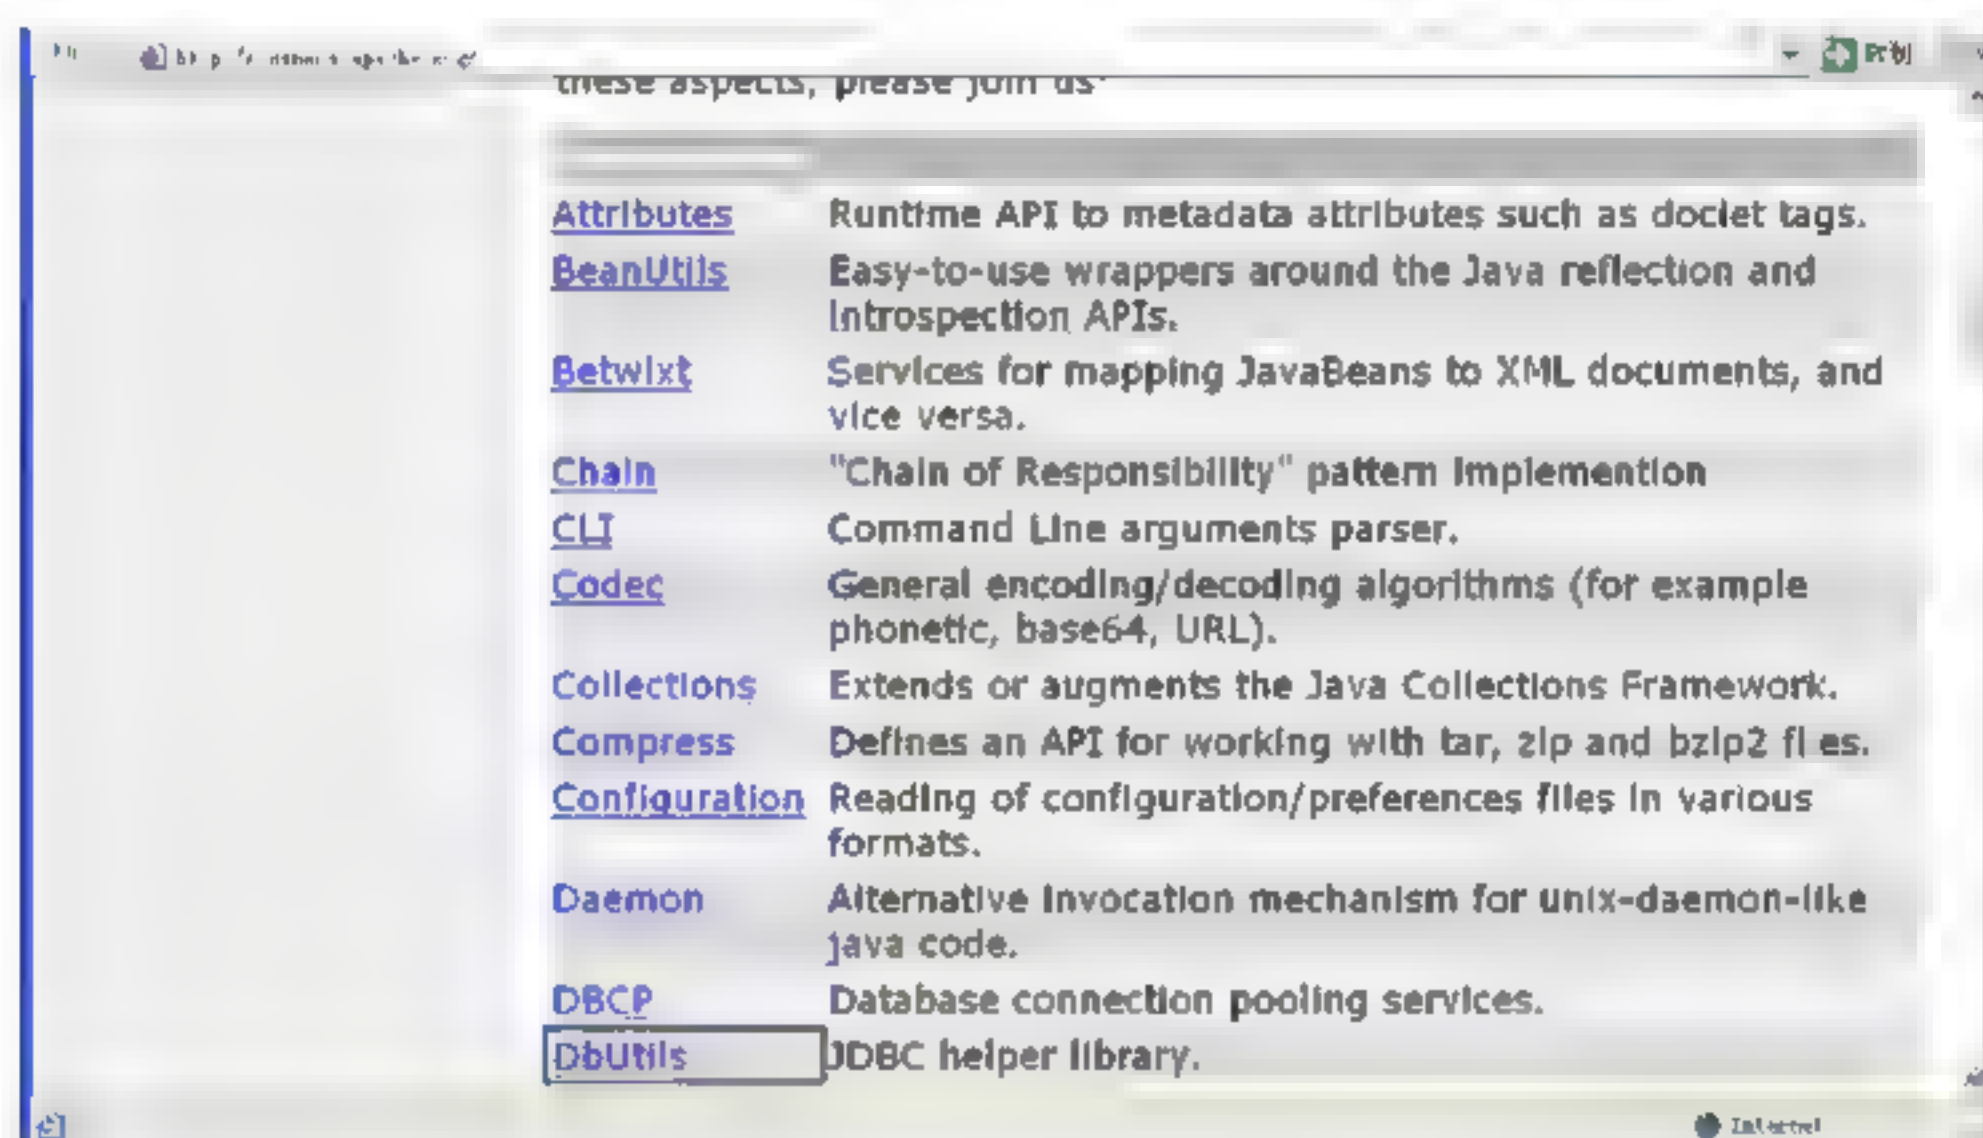 these aspects, please join us
Attributes Runtime API to metadata attributes such as doclet tags.
BeanUtils Easy-to-use wrappers around the Java reflection and
introspection APIs.
Betwixt Services for mapping JavaBeans to XML documents, and
vice versa.
Chain "Chain of Responsibility" pattern implemention
CLI Command Line arguments parser.
Codec General encoding/decoding algorithms (for example
phonetic, base64, URL).
Collections Extends or augments the Java Collections Framework.
Compress Defines an API for working with tar, zip and bzip2 files.
Configuration Reading of configuration/preferences files in various
formats.
Daemon Alternative invocation mechanism for unix-daemon-like
java code.
DBCP Database connection pooling services.
DbUtils JDBC helper library.
Internet